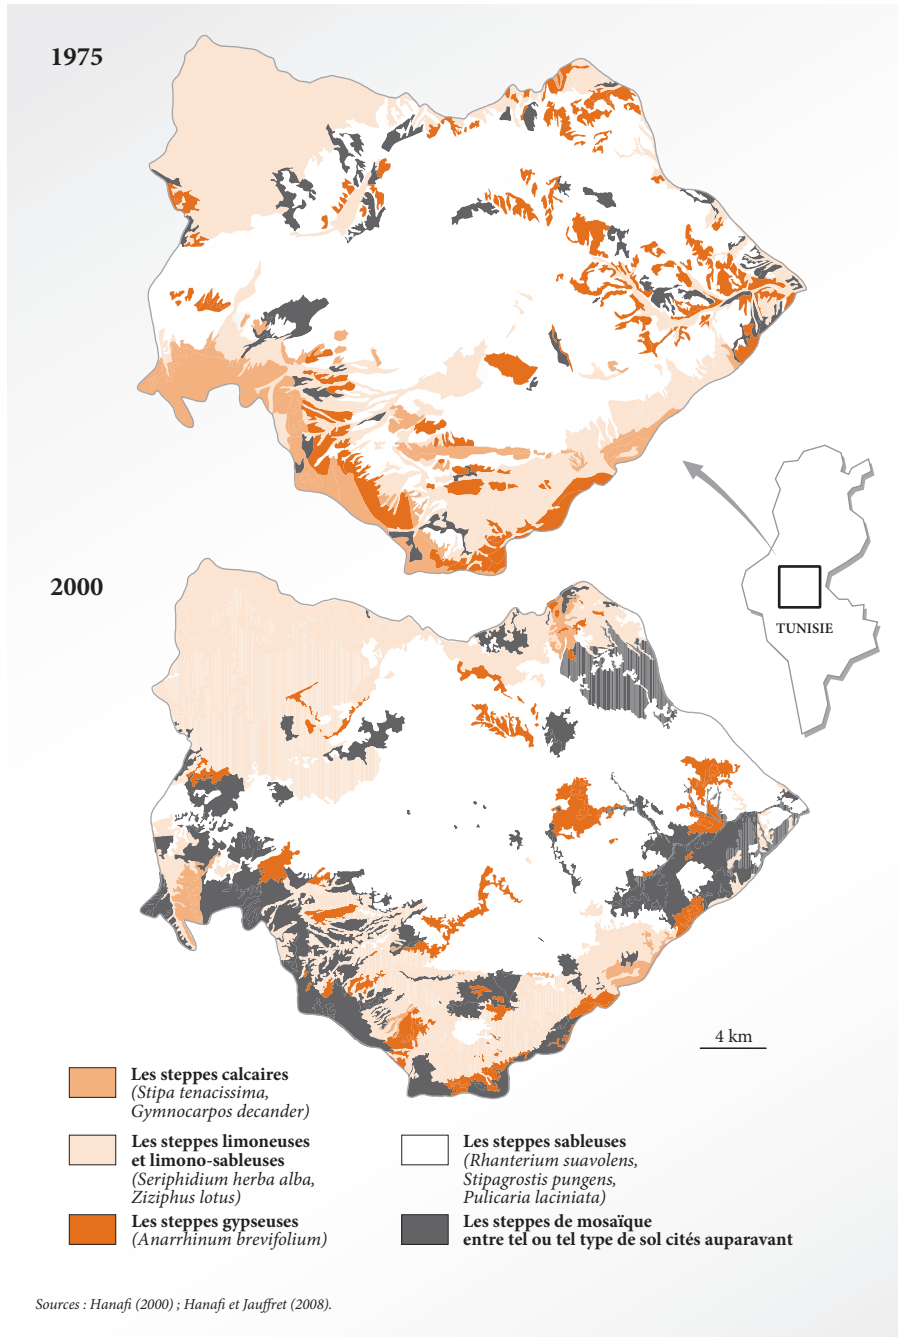 1975
2000
TUNISIE
4 km
Les steppes calcaires
(Stipa tenacissima,
Gymnocarpos decander)
Les steppes limoneuses
et limono-sableuses
(Seriphidium herba alba,
Ziziphus lotus)
Les steppes gypseuses
(Anarrhinum brevifolium)
Les steppes sableuses
(Rhanterium suavolens,
Stipagrostis pungens,
Pulicaria laciniata)
Les steppes de mosaïque
entre tel ou tel type de sol cités auparavant
Sources : Hanafi (2000) ; Hanafi et Jauffret (2008).